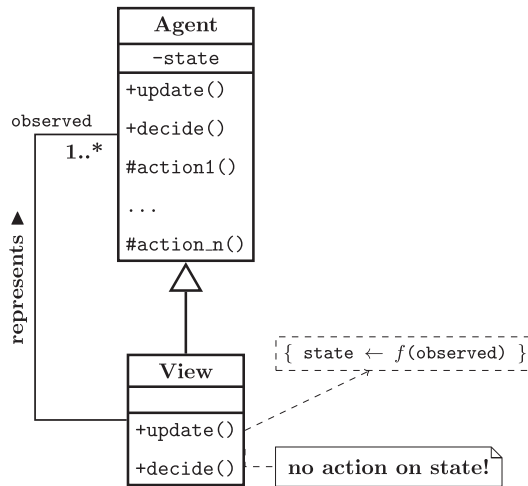 Agent
-state
+update()
+decide()
#action1()
...
#action_n()
observed
1..*
represents ▲
View
+update()
+decide()
{ state ← f(observed) }
no action on state!